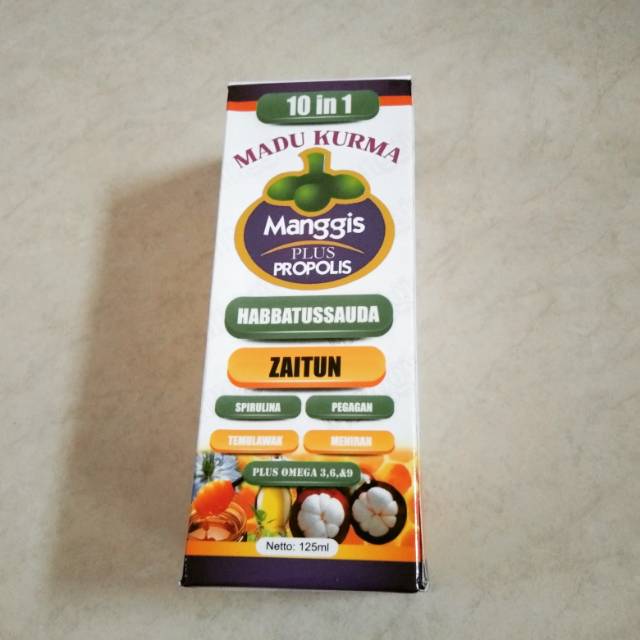 10 in 1
MADU KURMA
Manggis
PLUS
PROPOLIS
HABBATUSSAUDA
ZAITUN
SPIRULINA PEGAGAN
TEMULAWAK MENIRAN
PLUS OMEGA 3,6,&9
Netto: 125ml